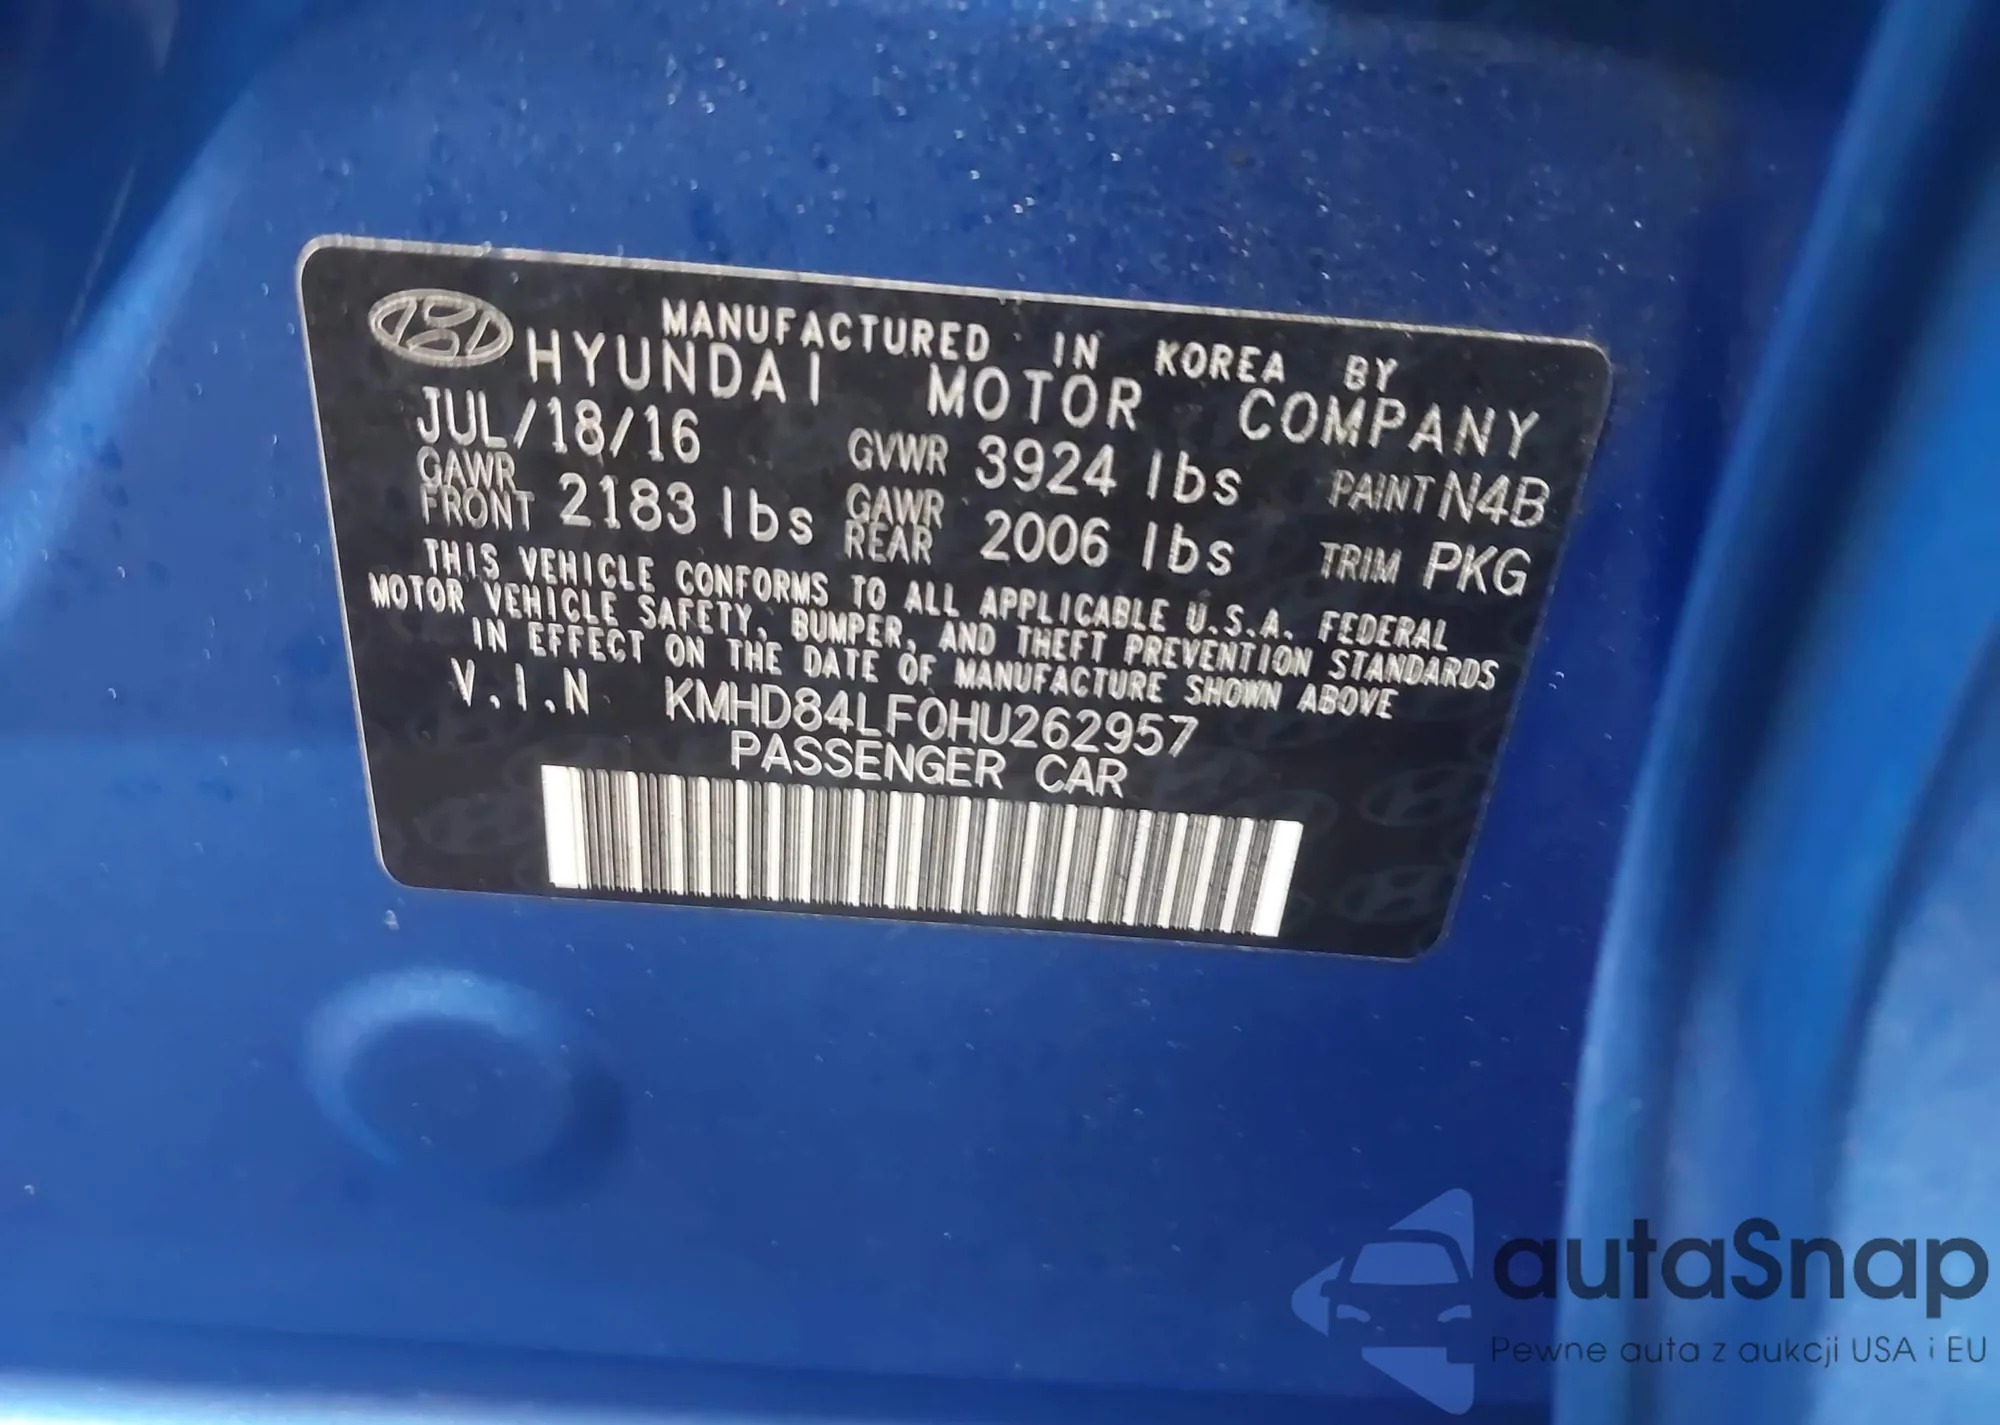 MANUFACTURED IN KOREA BY
HYUNDAI MOTOR COMPANY
JUL/18/16 GVWR 3924 lbs PAINT N4B
GAWR FRONT 2183 lbs GAWR REAR 2006 lbs TRIM PKG
THIS VEHICLE CONFORMS TO ALL APPLICABLE U.S.A. FEDERAL
MOTOR VEHICLE SAFETY, BUMPER, AND THEFT PREVENTION STANDARDS
IN EFFECT ON THE DATE OF MANUFACTURE SHOWN ABOVE
V.I.N KMHD84LF0HU262957
PASSENGER CAR
autaSnap
Pewne auta z aukcji USA i EU